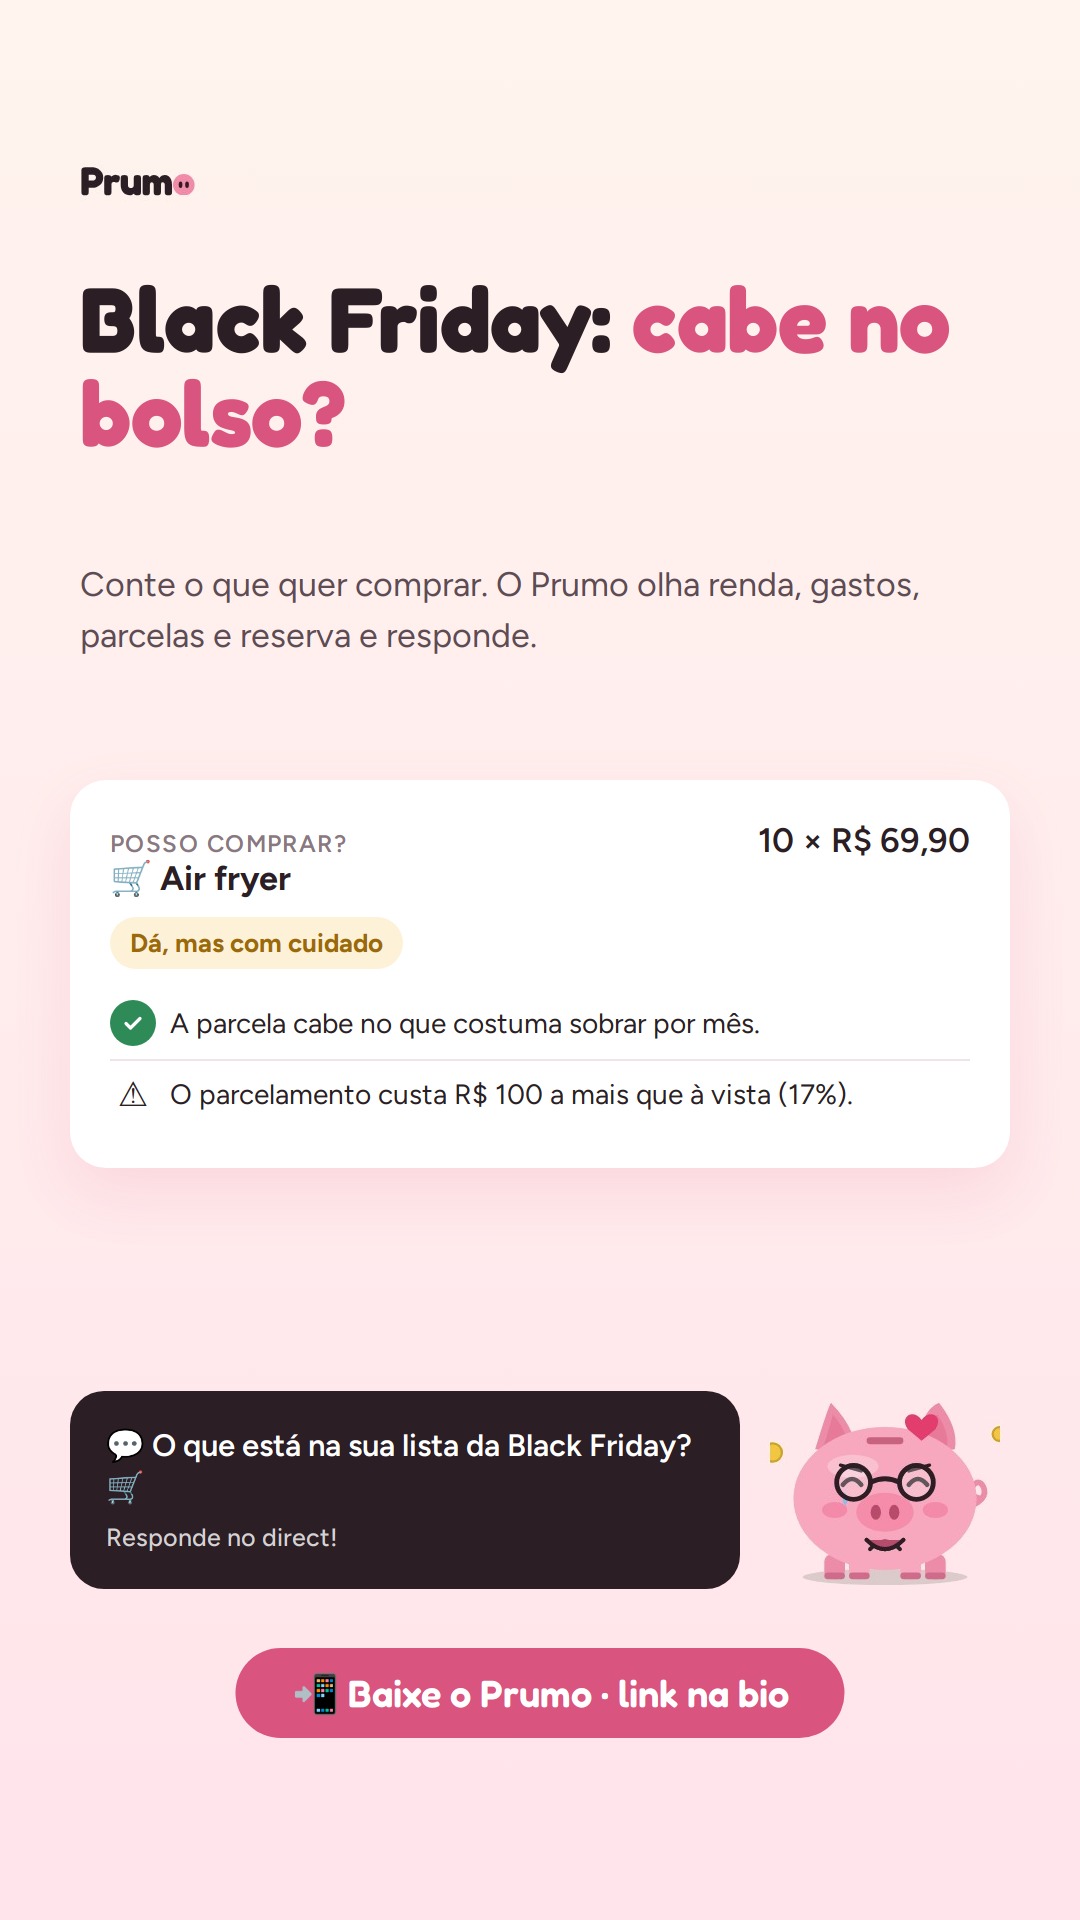 Prumo
Black Friday: cabe no
bolso?
Conte o que quer comprar. O Prumo olha renda, gastos,
parcelas e reserva e responde.
POSSO COMPRAR?
10 × R$ 69,90
🛒 Air fryer
Dá, mas com cuidado
A parcela cabe no que costuma sobrar por mês.
⚠ O parcelamento custa R$ 100 a mais que à vista (17%).
💬 O que está na sua lista da Black Friday?
🛒
Responde no direct!
📲 Baixe o Prumo · link na bio